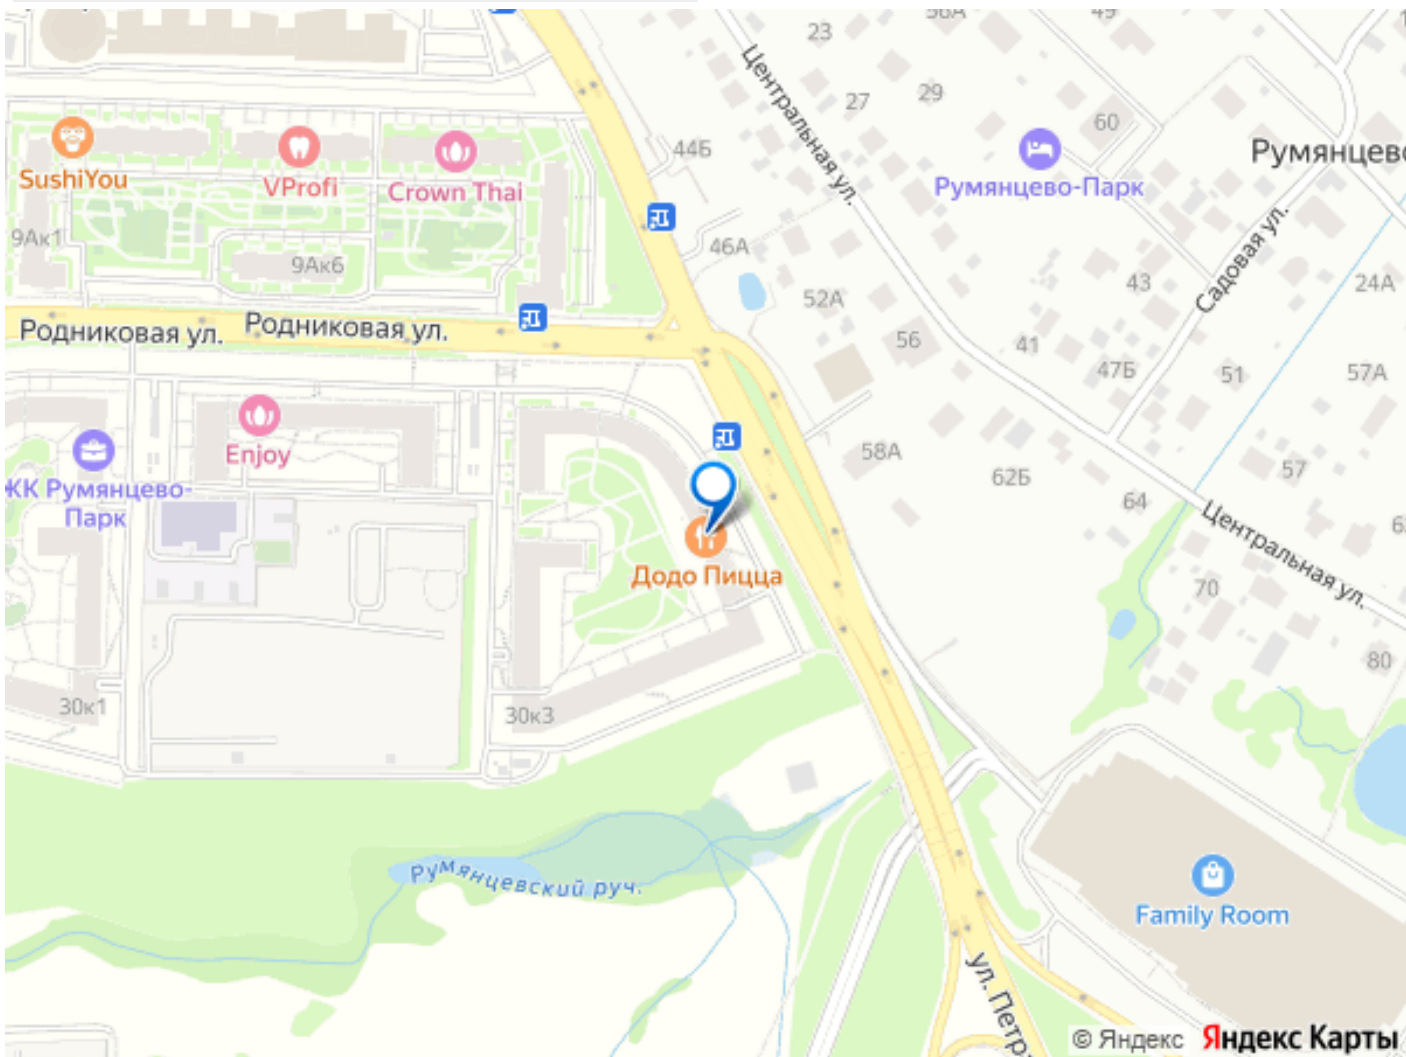 23
49
Центральная ул.
27
29
60
44Б
SushiYou
VProfi
Crown Thai
Румянцево-Парк
Румянцево
9Ак1
46А
9Ак6
52А
43
Садовая ул.
24А
Родниковая ул.
Родниковая ул.
56
41
47Б
51
57А
Enjoy
58А
62Б
57
64
ЖК Румянцево-
Парк
Центральная ул.
Додо Пицца
70
80
30к1
30к3
Румянцевский руч.
Family Room
ул. Петр
© Яндекс
Яндекс Карты